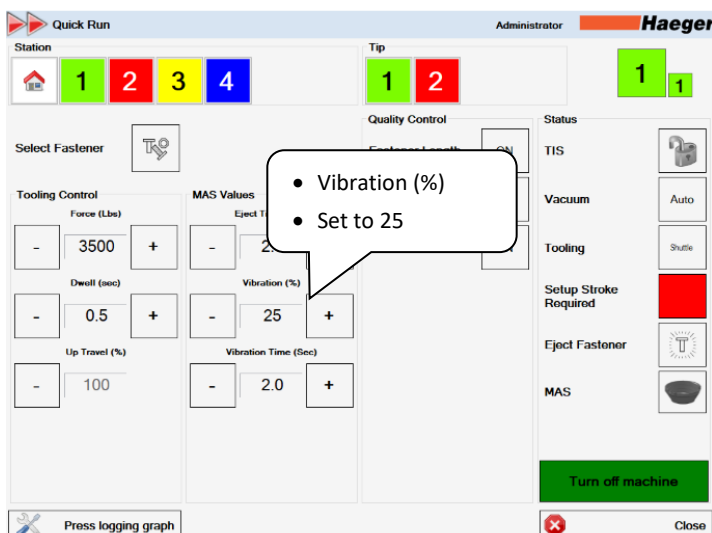 Quick Run
Administrator
Haeger
Station
Tip
1 2 3 4
1 2
1 1
Quality Control
Status
Select Fastener
ON
TIS
• Vibration (%)
• Set to 25
Tooling Control
MAS Values
Vacuum
Auto
Force (Lbs)
- 3500 +
-
Tooling
Shuttle
Dwell (sec)
Vibration (%)
Setup Stroke
Required
- 0.5 +
- 25 +
Up Travel (%)
Vibration Time (Sec)
Eject Fastener
- 100
- 2.0 +
MAS
Turn off machine
Press logging graph
Close